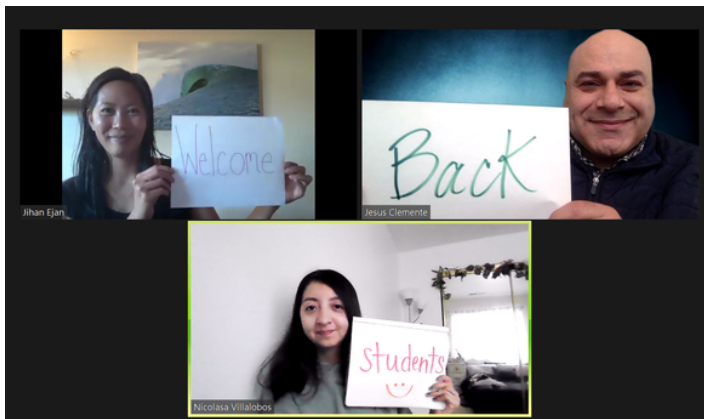 Welcome
Jihan Ejan
Back
Jesus Clemente
students
Nicolasa Villalobos